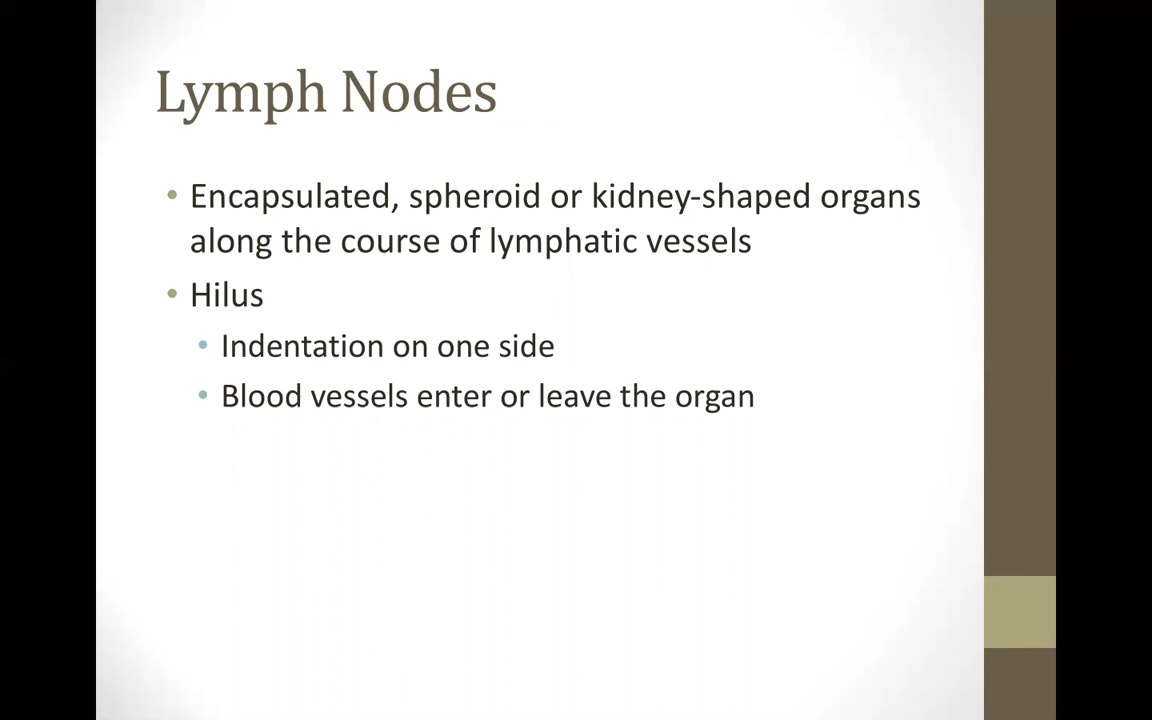 Lymph Nodes
• Encapsulated, spheroid or kidney-shaped organs
along the course of lymphatic vessels
• Hilus
• Indentation on one side
• Blood vessels enter or leave the organ